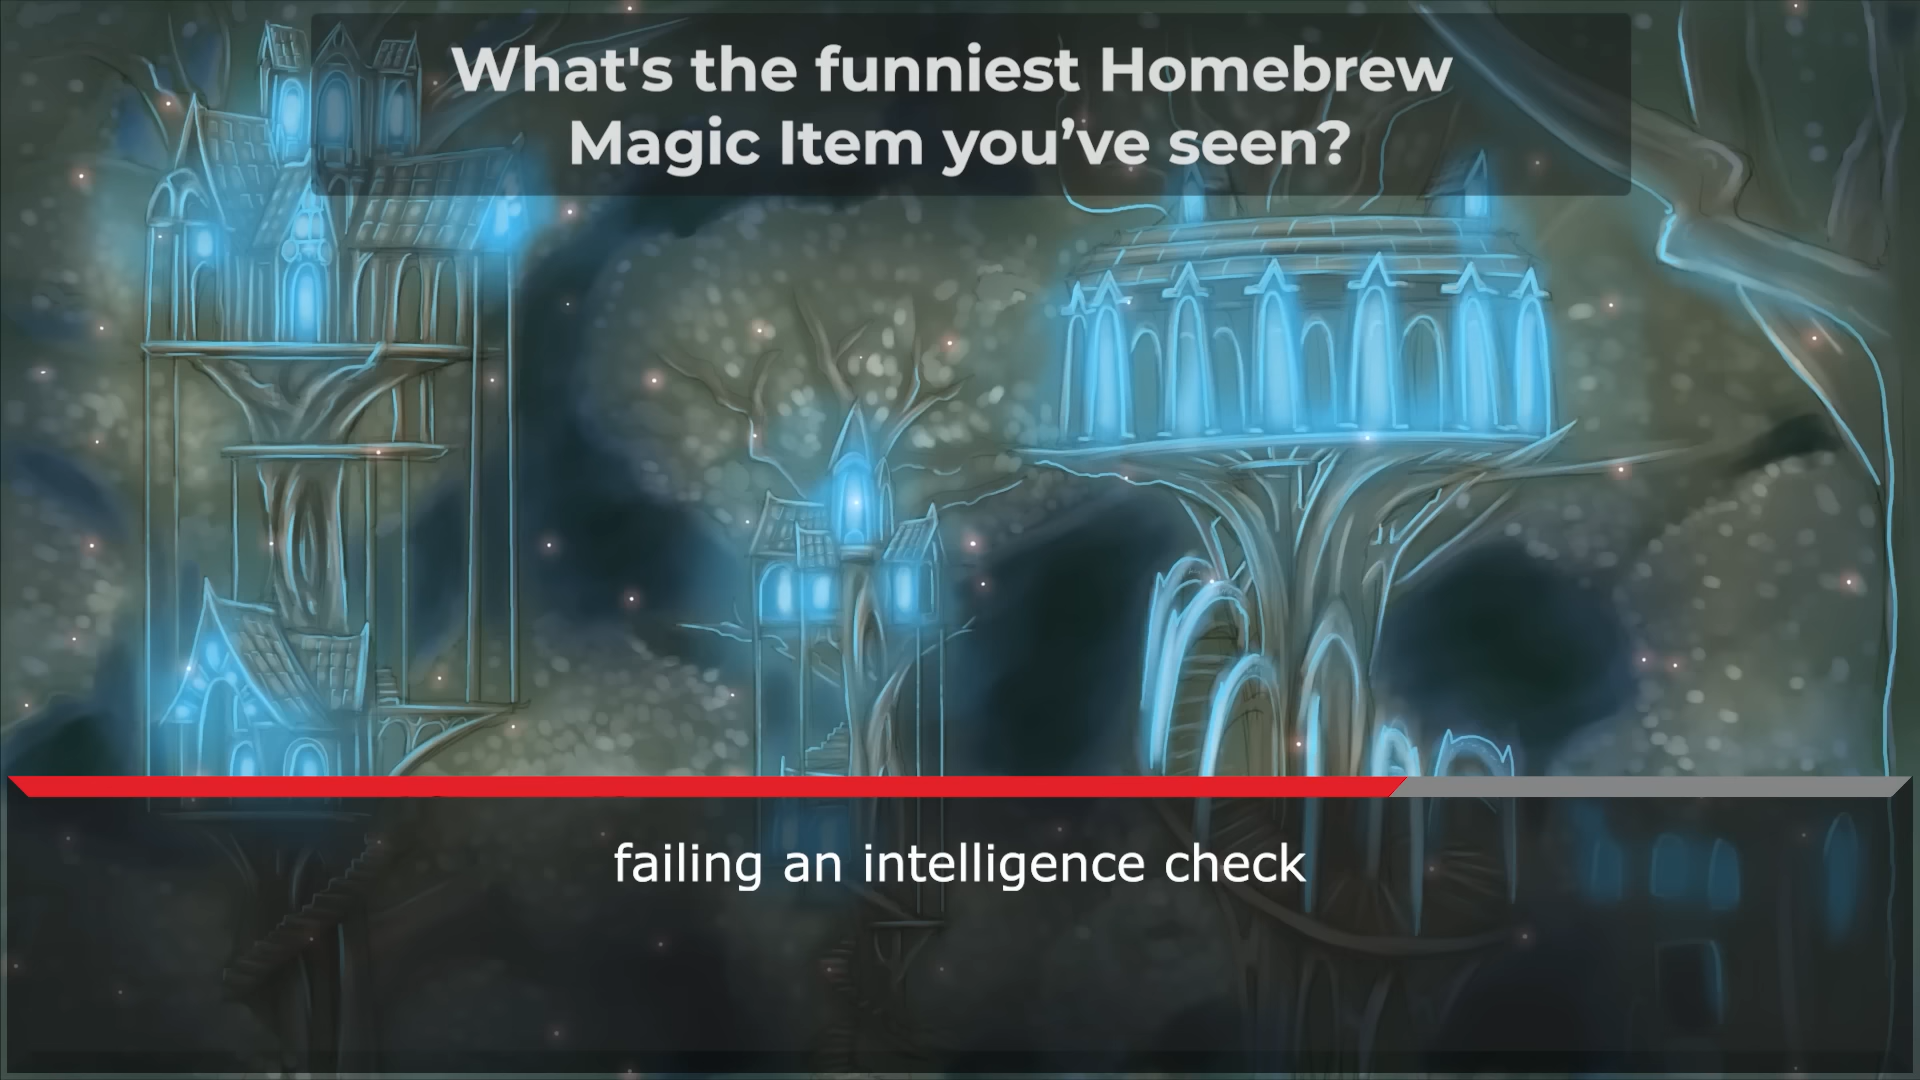 What's the funniest Homebrew
Magic Item you’ve seen?
failing an intelligence check